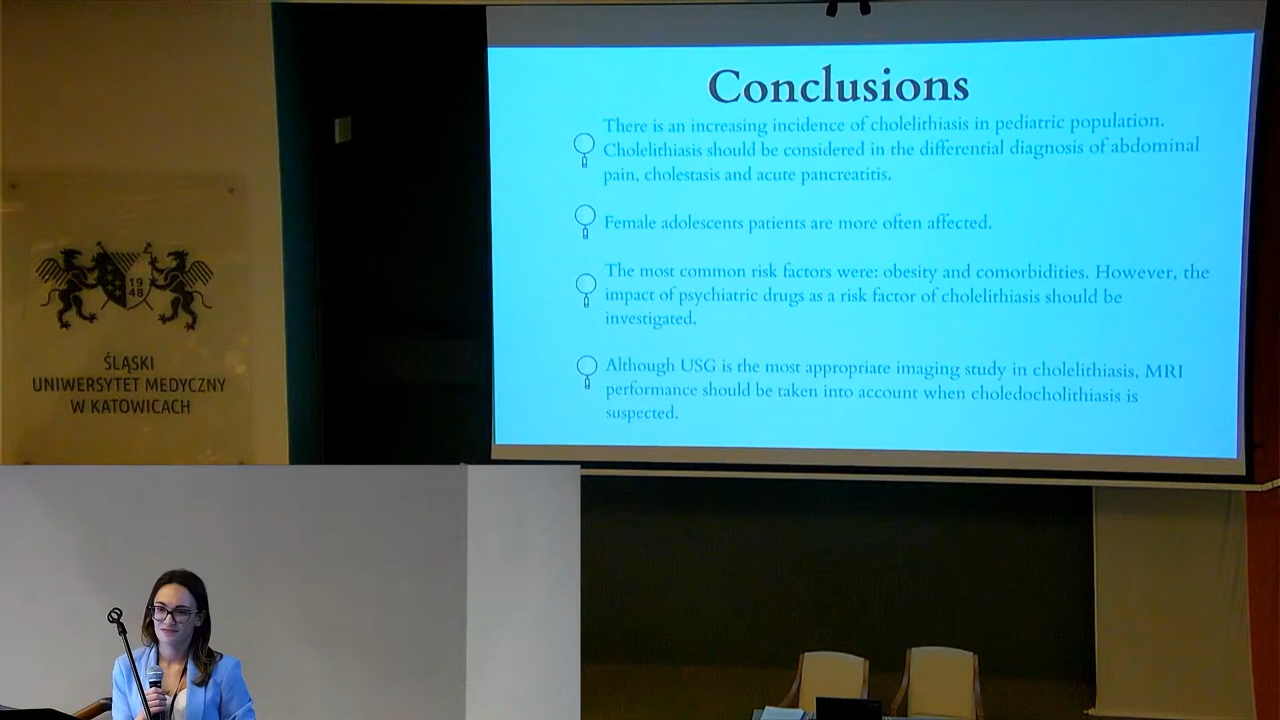 Conclusions
There is an increasing incidence of cholelithiasis in pediatric population.
Cholelithiasis should be considered in the differential diagnosis of abdominal
pain, cholestasis and acute pancreatitis.
Female adolescents patients are more often affected.
The most common risk factors were: obesity and comorbidities. However, the
impact of psychiatric drugs as a risk factor of cholelithiasis should be
investigated.
Although USG is the most appropriate imaging study in cholelithiasis, MRI
performance should be taken into account when choledocholithiasis is
suspected.
19
48
ŚLĄSKI
UNIWERSYTET MEDYCZNY
W KATOWICACH